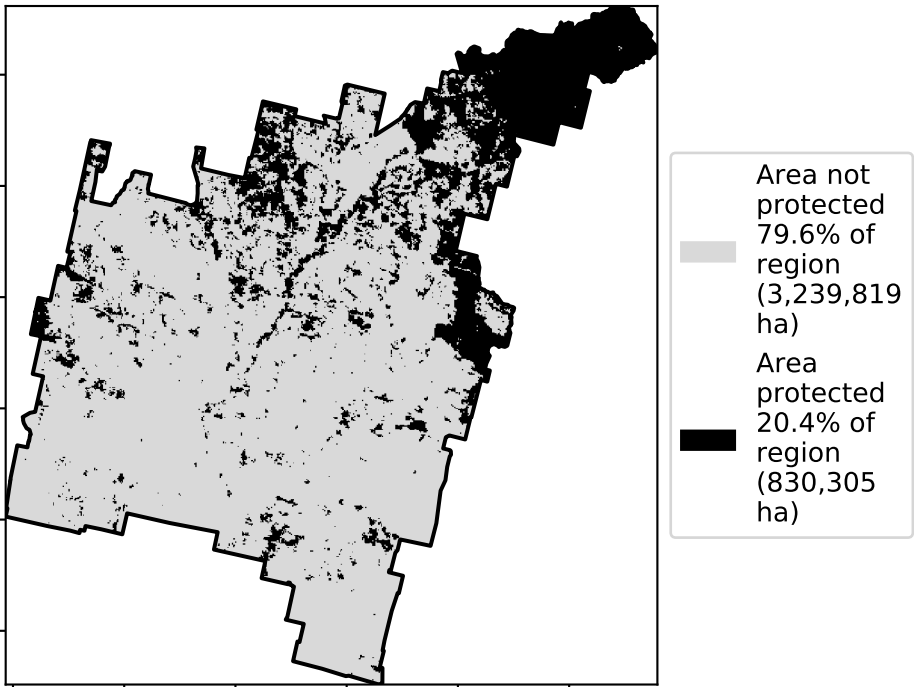 Area not
protected
79.6% of
region
(3,239,819
ha)
Area
protected
20.4% of
region
(830,305
ha)